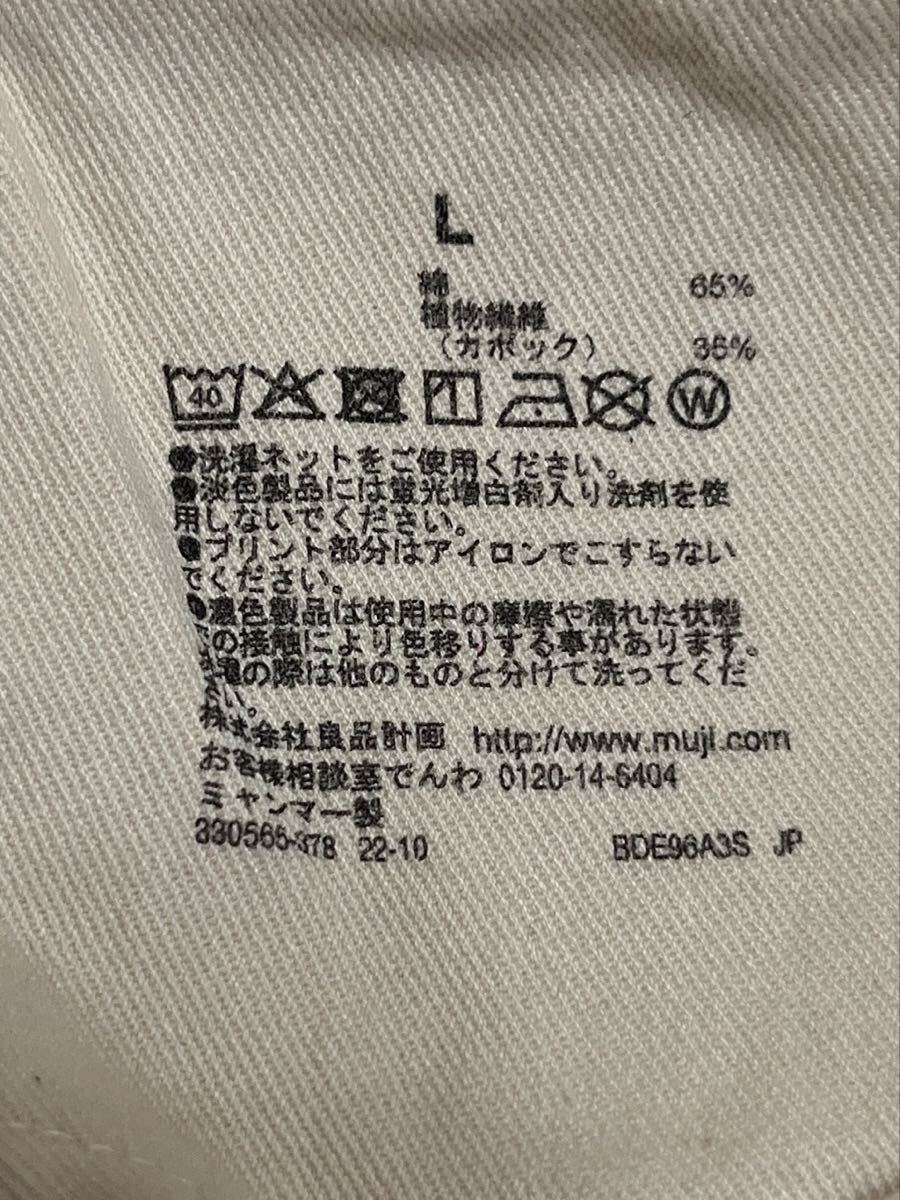 L
綿 65%
植物繊維
（カポック） 35%
40 W
●洗濯ネットをご使用ください。
●淡色製品には蛍光増白剤入り洗剤を使
用しないでください。
●プリント部分はアイロンでこすらない
でください。
●濃色製品は使用中の摩擦や濡れた状態
での接触により色移りする事があります。
洗濯の際は他のものと分けて洗ってくだ
さい。
株式会社良品計画 http://www.muji.com
お客様相談室でんわ 0120-14-6404
ミャンマー製
330565-378 22-10 BDE96A3S JP